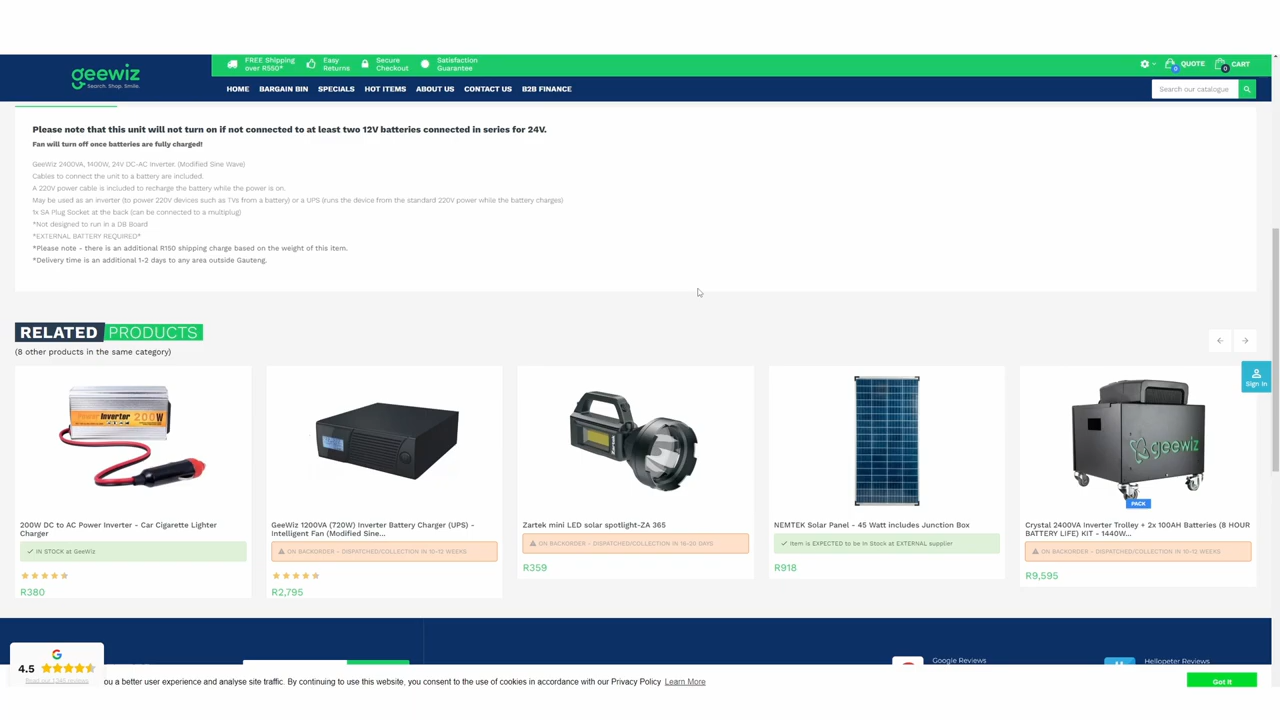 geewiz
Search. Shop. Smile.
FREE Shipping
over R550*
Easy
Returns
Secure
Checkout
Satisfaction
Guarantee
0
QUOTE
0
CART
HOME
BARGAIN BIN
SPECIALS
HOT ITEMS
ABOUT US
CONTACT US
B2B FINANCE
Search our catalogue
Please note that this unit will not turn on if not connected to at least two 12V batteries connected in series for 24V.
Fan will turn off once batteries are fully charged!
GeeWiz 2400VA, 1400W, 24V DC-AC Inverter. (Modified Sine Wave)
Cables to connect the unit to a battery are included.
A 220V power cable is included to recharge the battery while the power is on.
May be used as an inverter (to power 220V devices such as TVs from a battery) or a UPS (runs the device from the standard 220V power while the battery charges)
1x SA Plug Socket at the back (can be connected to a multiplug)
*Not designed to run in a DB Board
*EXTERNAL BATTERY REQUIRED*
*Please note - there is an additional R150 shipping charge based on the weight of this item.
*Delivery time is an additional 1-2 days to any area outside Gauteng.
RELATED PRODUCTS
(8 other products in the same category)
Sign in
Power Inverter 200W
Zartek
geewiz
PACK
200W DC to AC Power Inverter - Car Cigarette Lighter
Charger
IN STOCK at GeeWiz
R380
GeeWiz 1200VA (720W) Inverter Battery Charger (UPS) -
Intelligent Fan (Modified Sine...
ON BACKORDER - DISPATCHED/COLLECTION IN 10-12 WEEKS
R2,795
Zartek mini LED solar spotlight-ZA 365
ON BACKORDER - DISPATCHED/COLLECTION IN 16-20 DAYS
R359
NEMTEK Solar Panel - 45 Watt includes Junction Box
Item is EXPECTED to be In Stock at EXTERNAL supplier
R918
Crystal 2400VA Inverter Trolley + 2x 100AH Batteries (8 HOUR
BATTERY LIFE) KIT - 1440W...
ON BACKORDER - DISPATCHED/COLLECTION IN 10-12 WEEKS
R9,595
4.5
Google Reviews
Hellopeter Reviews
ou a better user experience and analyse site traffic. By continuing to use this website, you consent to the use of cookies in accordance with our Privacy Policy Learn More
Got It